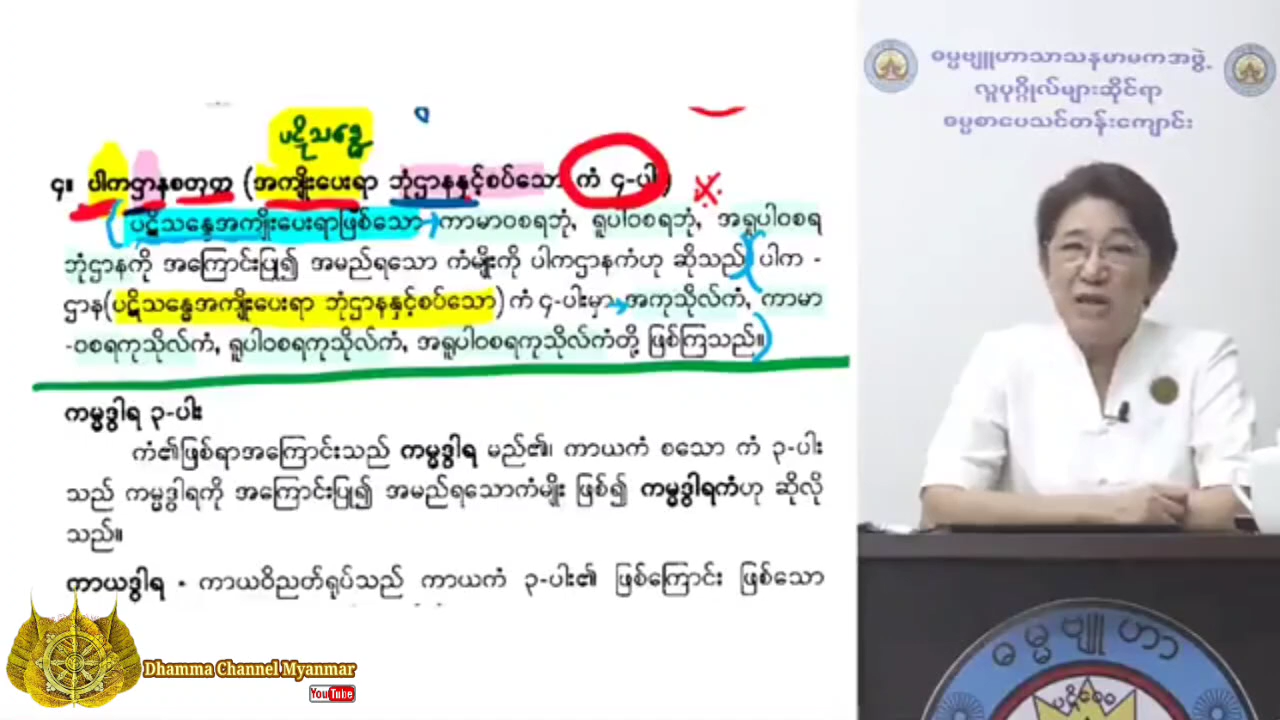 ပဋိသန္ဓေ
၄။ ပါကဌာနစတုတ္က (အကျိုးပေးရာ ဘုံဌာနနှင့်စပ်သော ကံ ၄-ပါး)
(ပဋိသန္ဓေအကျိုးပေးရာဖြစ်သော ကာမာဝစရဘုံ, ရူပါဝစရဘုံ, အရူပါဝစရ
ဘုံဌာနကို အကြောင်းပြု၍ အမည်ရသော ကံမျိုးကို ပါကဌာနကံဟု ဆိုသည်) (ပါက -
ဌာန(ပဋိသန္ဓေအကျိုးပေးရာ ဘုံဌာနနှင့်စပ်သော) ကံ ၄-ပါးမှာ အကုသိုလ်ကံ, ကာမာ
-ဝစရကုသိုလ်ကံ, ရူပါဝစရကုသိုလ်ကံ, အရူပါဝစရကုသိုလ်ကံတို့ ဖြစ်ကြသည်။)
ကမ္မဒွါရ ၃-ပါး
ကံ၏ဖြစ်ရာအကြောင်းသည် ကမ္မဒွါရ မည်၏၊ ကာယကံ စသော ကံ ၃-ပါး
သည် ကမ္မဒွါရကို အကြောင်းပြု၍ အမည်ရသောကံမျိုး ဖြစ်၍ ကမ္မဒွါရကံဟု ဆိုလို
သည်။
ကာယဒွါရ - ကာယဝိညတ်ရုပ်သည် ကာယကံ ၃-ပါး၏ ဖြစ်ကြောင်း ဖြစ်သော
ဓမ္မဗျူဟာသာသနမာမကအဖွဲ့
လူပုဂ္ဂိုလ်များဆိုင်ရာ
ဓမ္မစာပေသင်တန်းကျောင်း
ဓမ္မဗျူဟာ
Dhamma Channel Myanmar
YouTube